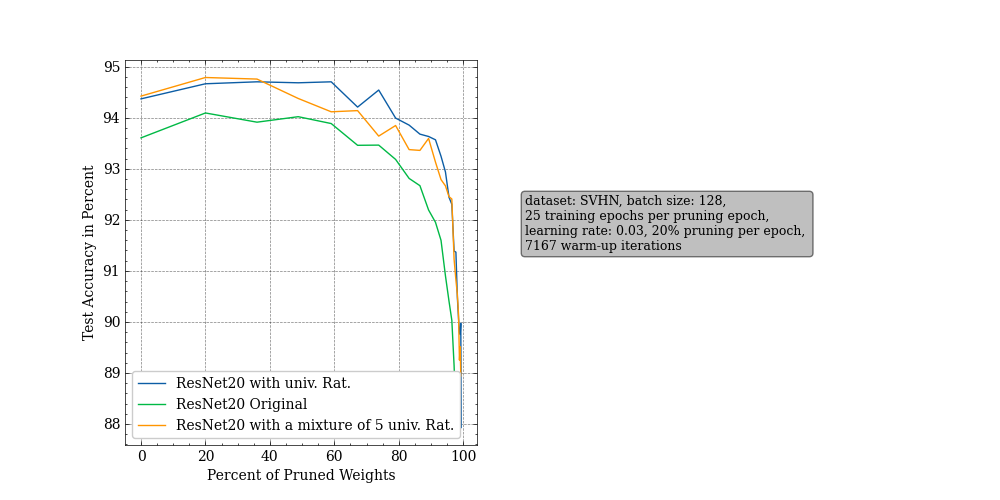 95
94
93
92
91
90
89
88
Test Accuracy in Percent
ResNet20 with univ. Rat.
ResNet20 Original
ResNet20 with a mixture of 5 univ. Rat.
0 20 40 60 80 100
Percent of Pruned Weights
dataset: SVHN, batch size: 128,
25 training epochs per pruning epoch,
learning rate: 0.03, 20% pruning per epoch,
7167 warm-up iterations